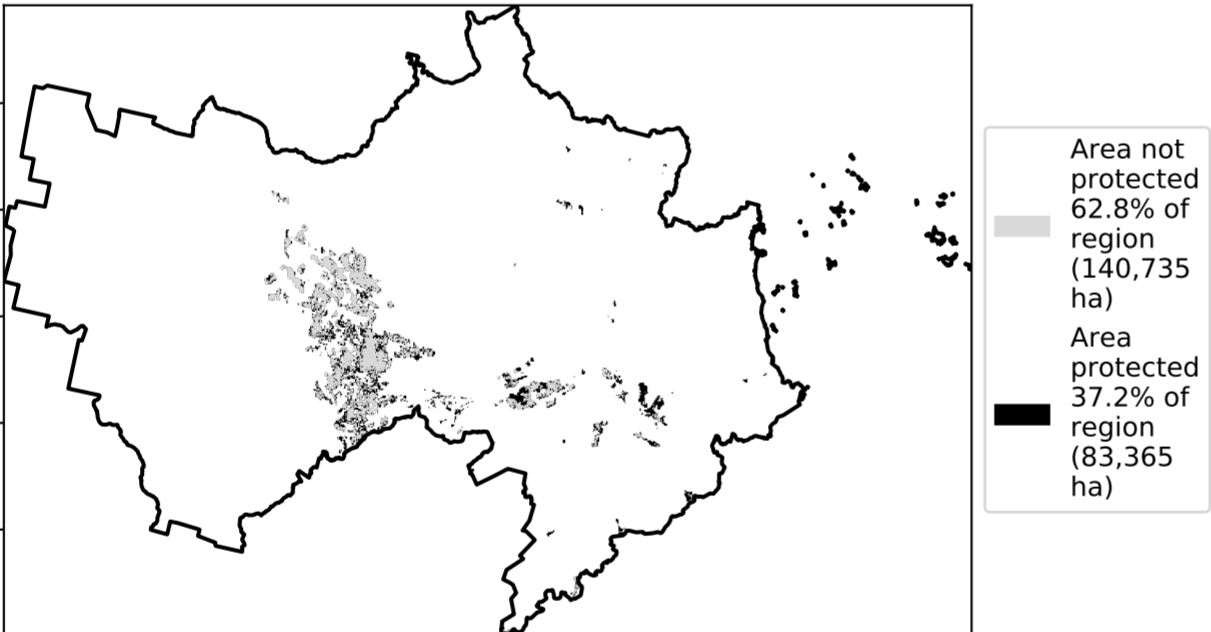 Area not
protected
62.8% of
region
(140,735
ha)
Area
protected
37.2% of
region
(83,365
ha)